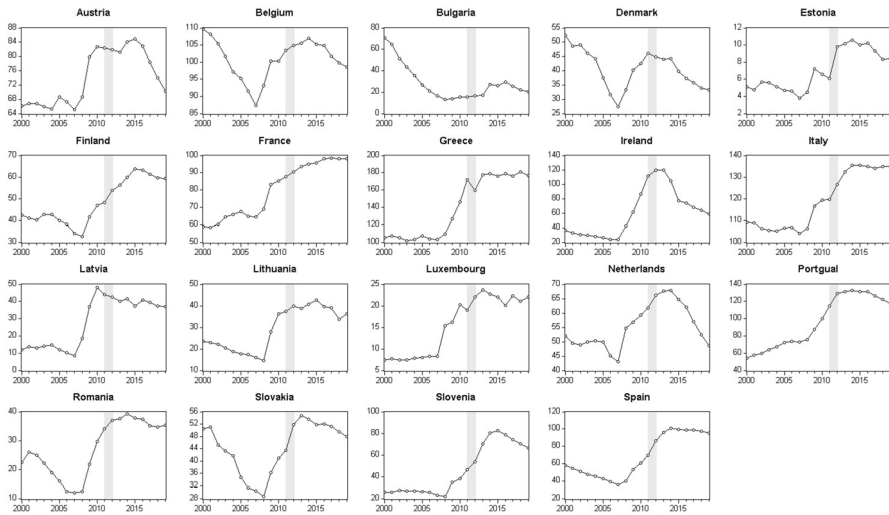 Austria
88
84
80
76
72
68
64
2000 2005 2010 2015
Belgium
110
105
100
95
90
85
2000 2005 2010 2015
Bulgaria
80
60
40
20
0
2000 2005 2010 2015
Denmark
55
50
45
40
35
30
25
2000 2005 2010 2015
Estonia
12
10
8
6
4
2
2000 2005 2010 2015
Finland
70
60
50
40
30
2000 2005 2010 2015
France
100
90
80
70
60
50
2000 2005 2010 2015
Greece
200
180
160
140
120
100
2000 2005 2010 2015
Ireland
140
120
100
80
60
40
20
2000 2005 2010 2015
Italy
140
130
120
110
100
2000 2005 2010 2015
Latvia
50
40
30
20
10
0
2000 2005 2010 2015
Lithuania
50
40
30
20
10
2000 2005 2010 2015
Luxembourg
25
20
15
10
5
2000 2005 2010 2015
Netherlands
70
65
60
55
50
45
40
2000 2005 2010 2015
Portgual
140
120
100
80
60
40
2000 2005 2010 2015
Romania
40
30
20
10
2000 2005 2010 2015
Slovakia
56
52
48
44
40
36
32
28
2000 2005 2010 2015
Slovenia
100
80
60
40
20
0
2000 2005 2010 2015
Spain
120
100
80
60
40
20
2000 2005 2010 2015